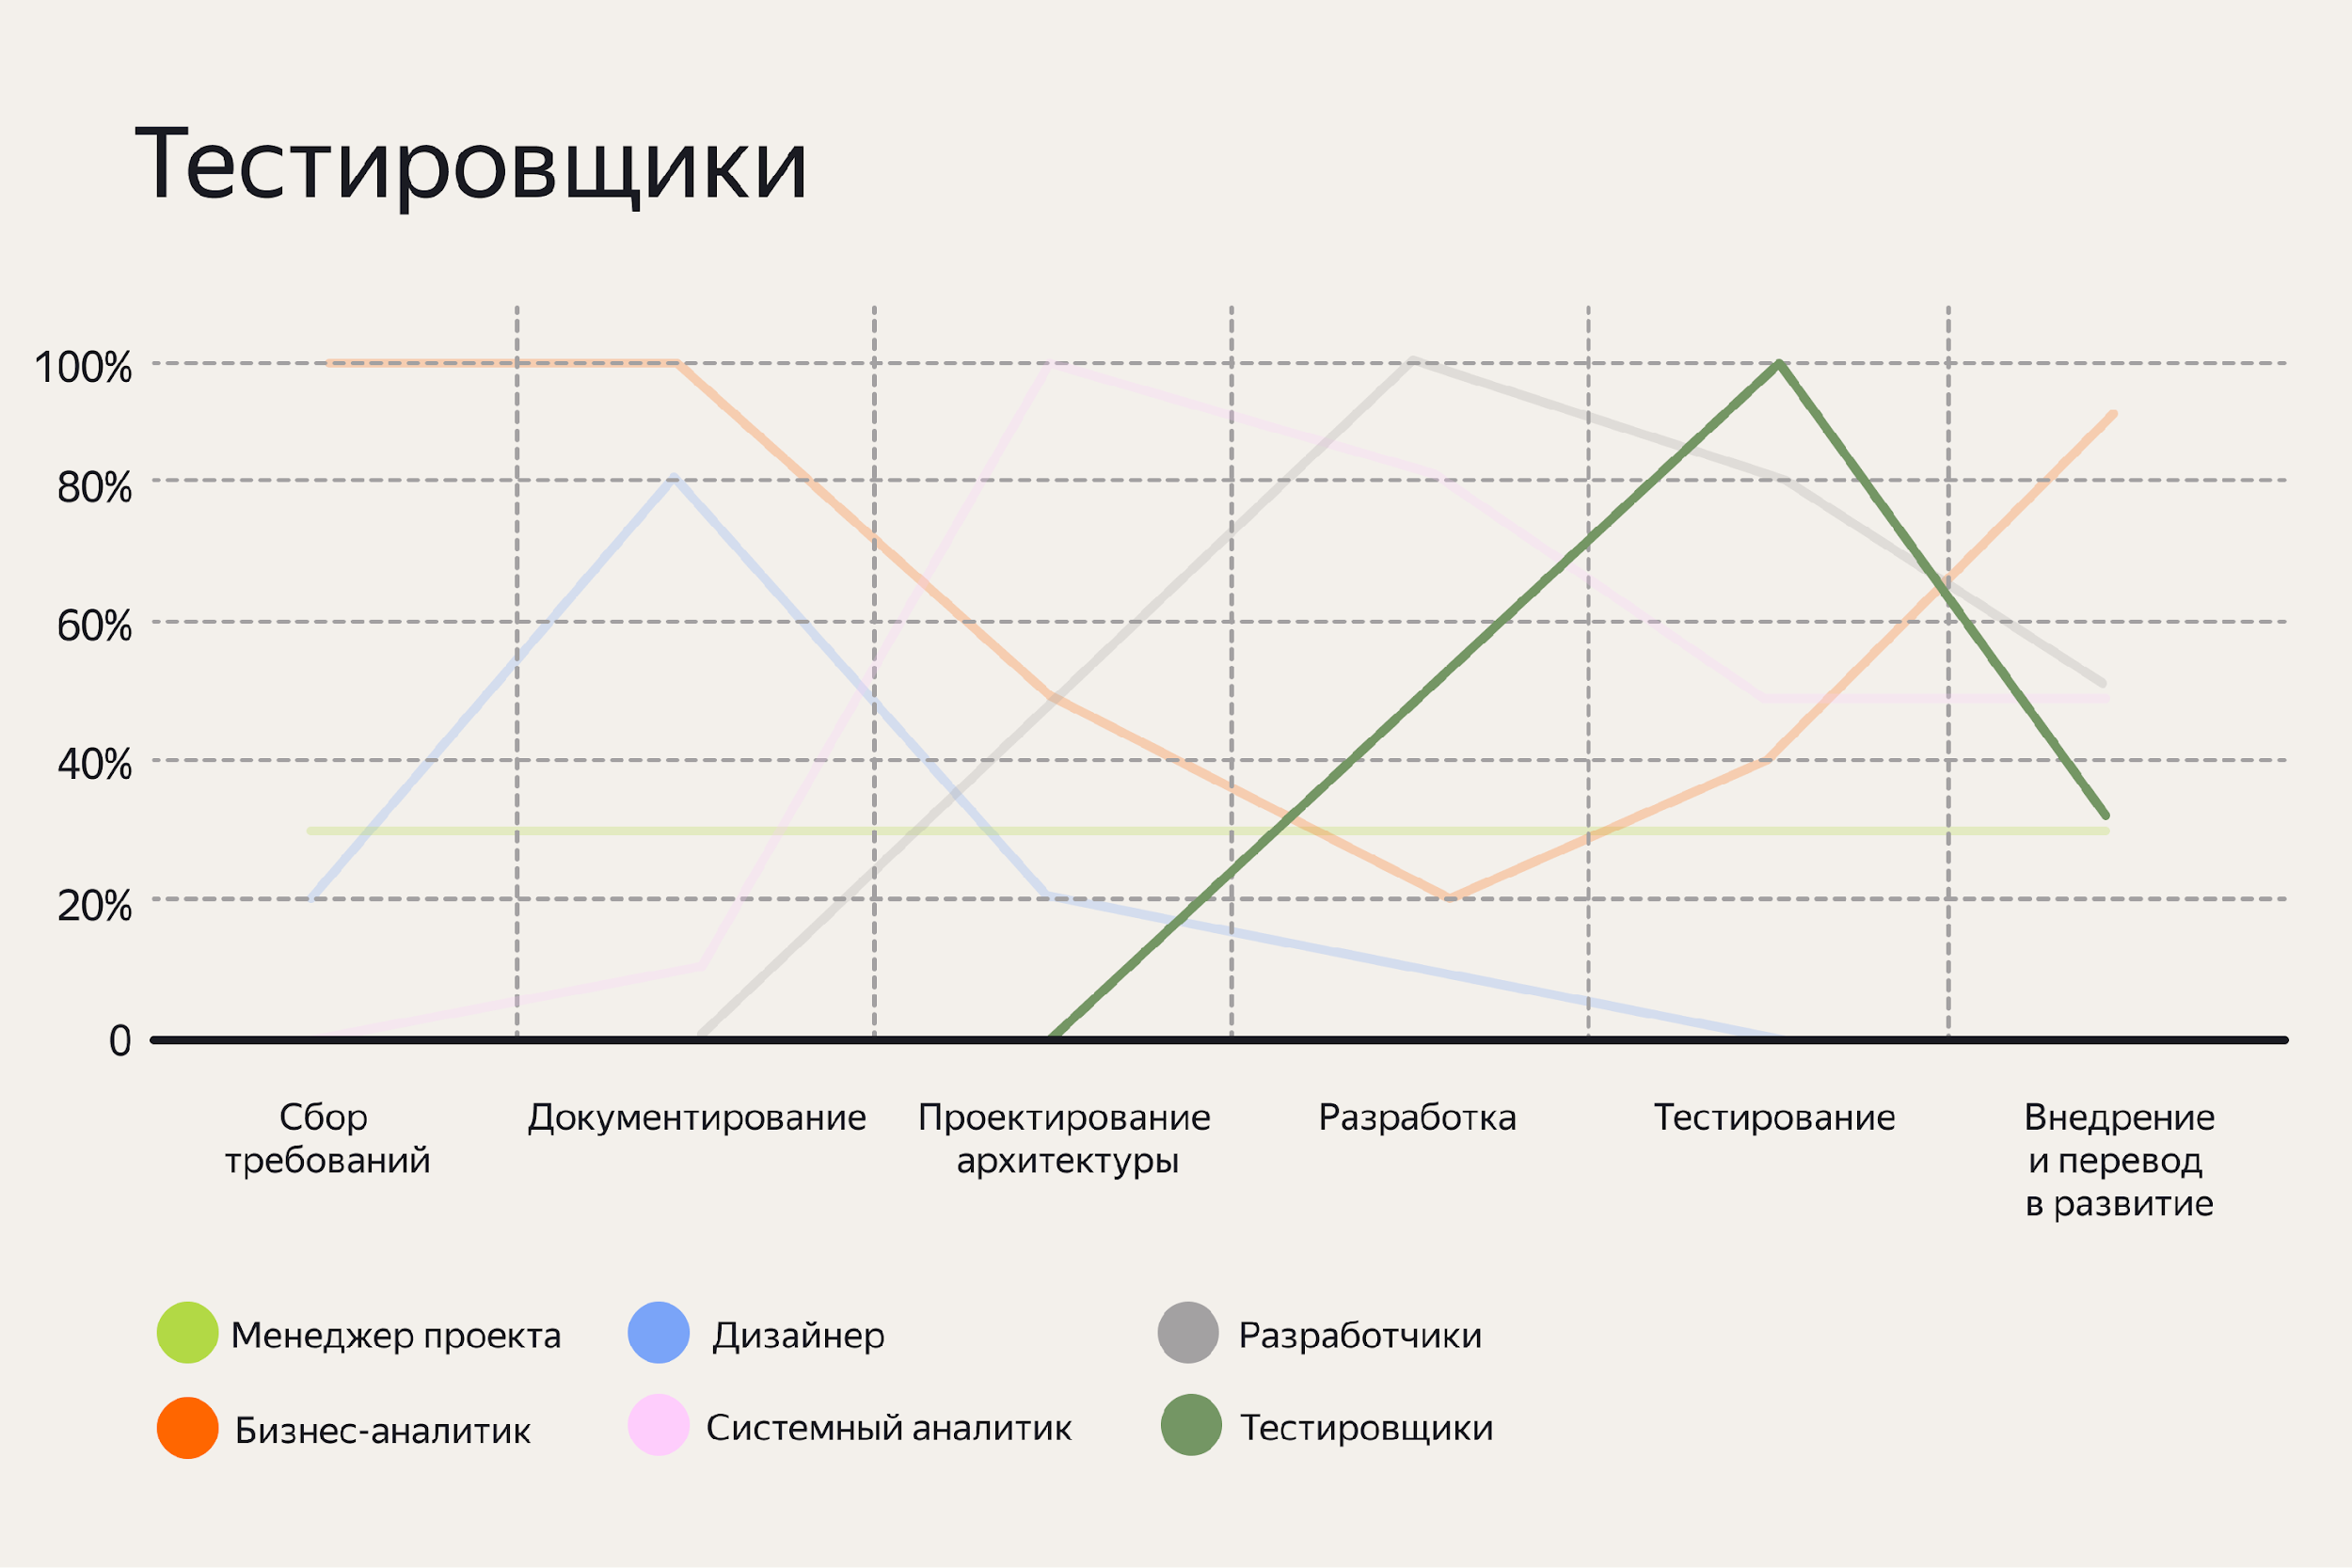 Тестировщики
100%
80%
60%
40%
20%
0
Сбор
требований
Документирование
Проектирование
архитектуры
Разработка
Тестирование
Внедрение
и перевод
в развитие
Менеджер проекта
Дизайнер
Разработчики
Бизнес-аналитик
Системный аналитик
Тестировщики